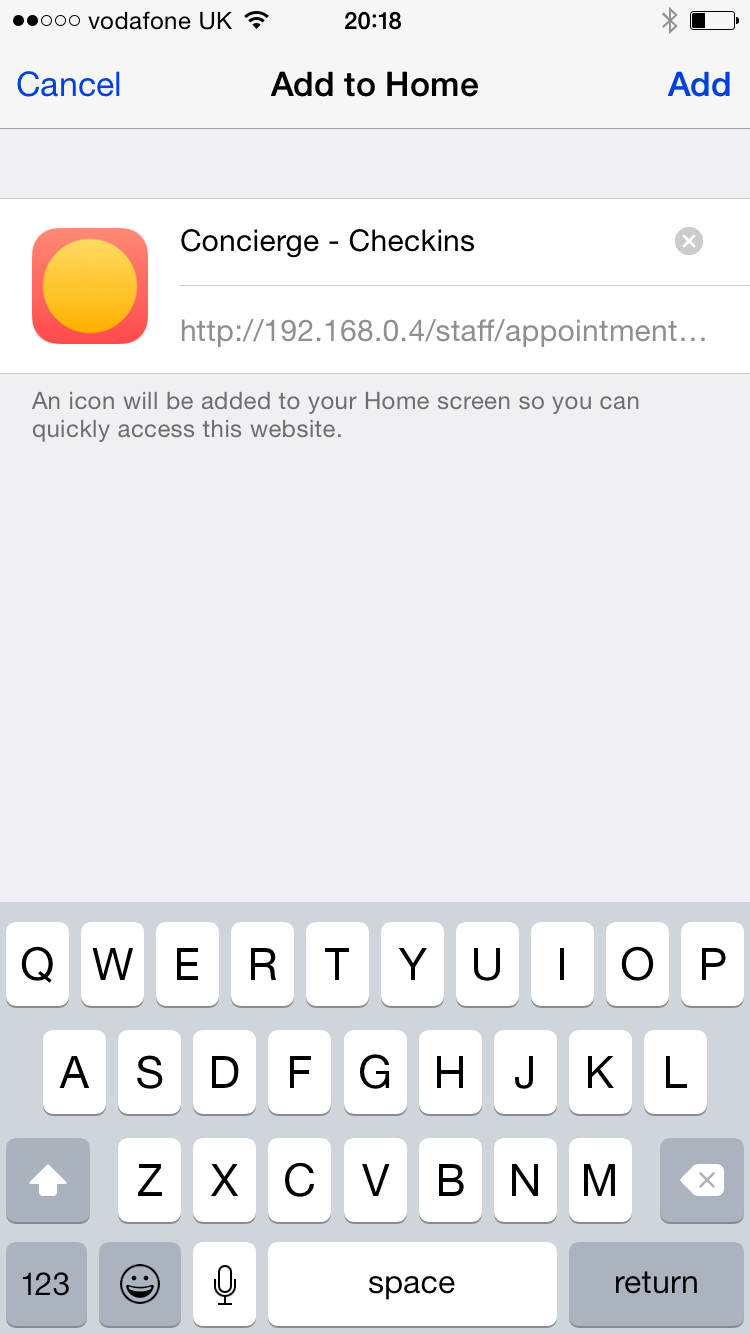 vodafone UK 20:18
Cancel Add to Home Add
Concierge - Checkins
http://192.168.0.4/staff/appointment...
An icon will be added to your Home screen so you can
quickly access this website.
Q W E R T Y U I O P
A S D F G H J K L
Z X C V B N M
123 space return